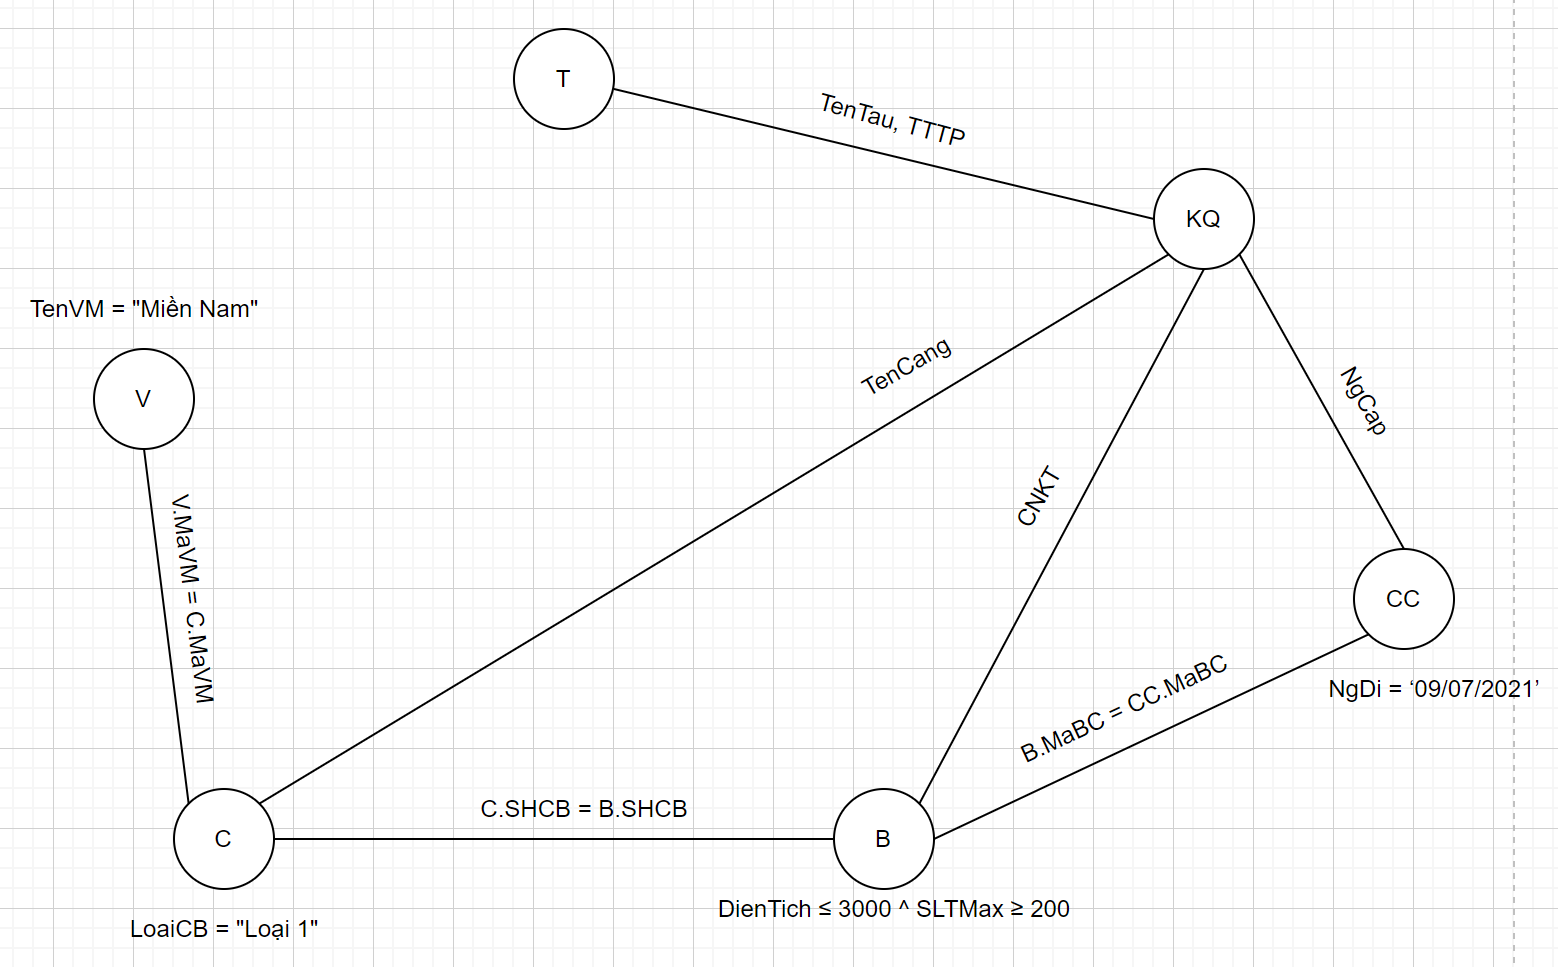 T
TenTau, TTTP
KQ
TenVM = "Miền Nam"
V
TenCang
NgCap
CNKT
V.MaVM = C.MaVM
CC
B.MaBC = CC.MaBC
NgDi = ‘09/07/2021’
C.SHCB = B.SHCB
C
B
DienTich ≤ 3000 ^ SLTMax ≥ 200
LoaiCB = "Loại 1"